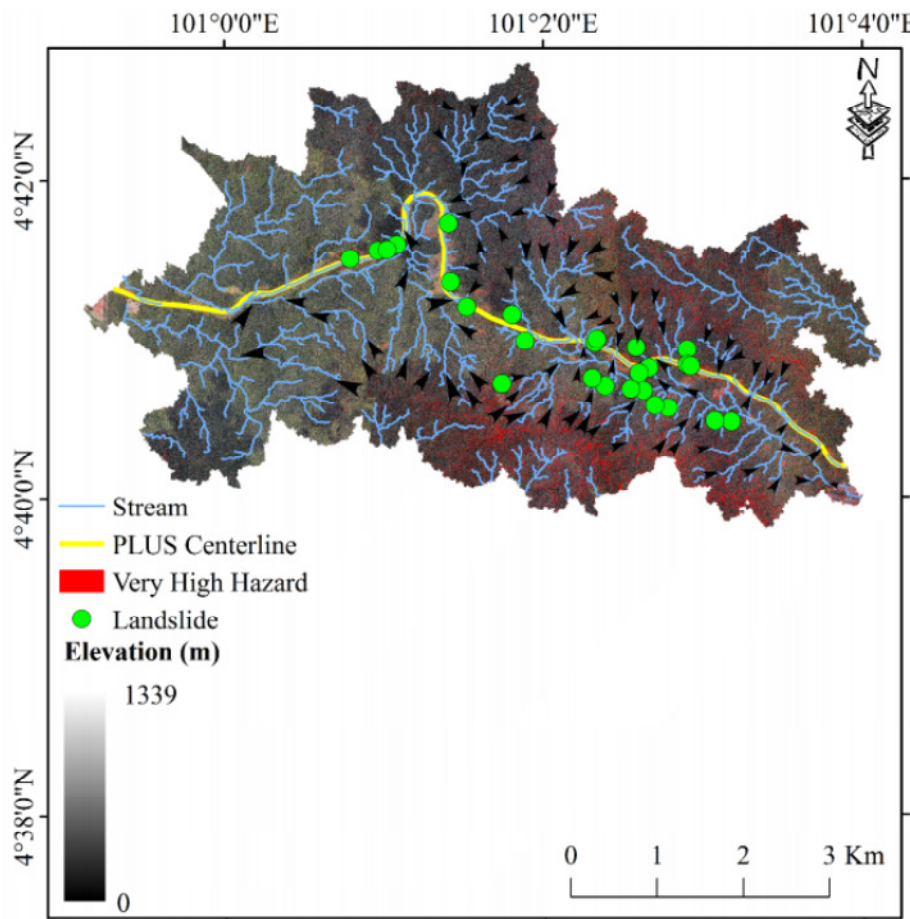 101°0'0"E 101°2'0"E 101°4'0"E
N
4°42'0"N
4°40'0"N
4°38'0"N
Stream
PLUS Centerline
Very High Hazard
Landslide
Elevation (m)
1339
0
0 1 2 3 Km